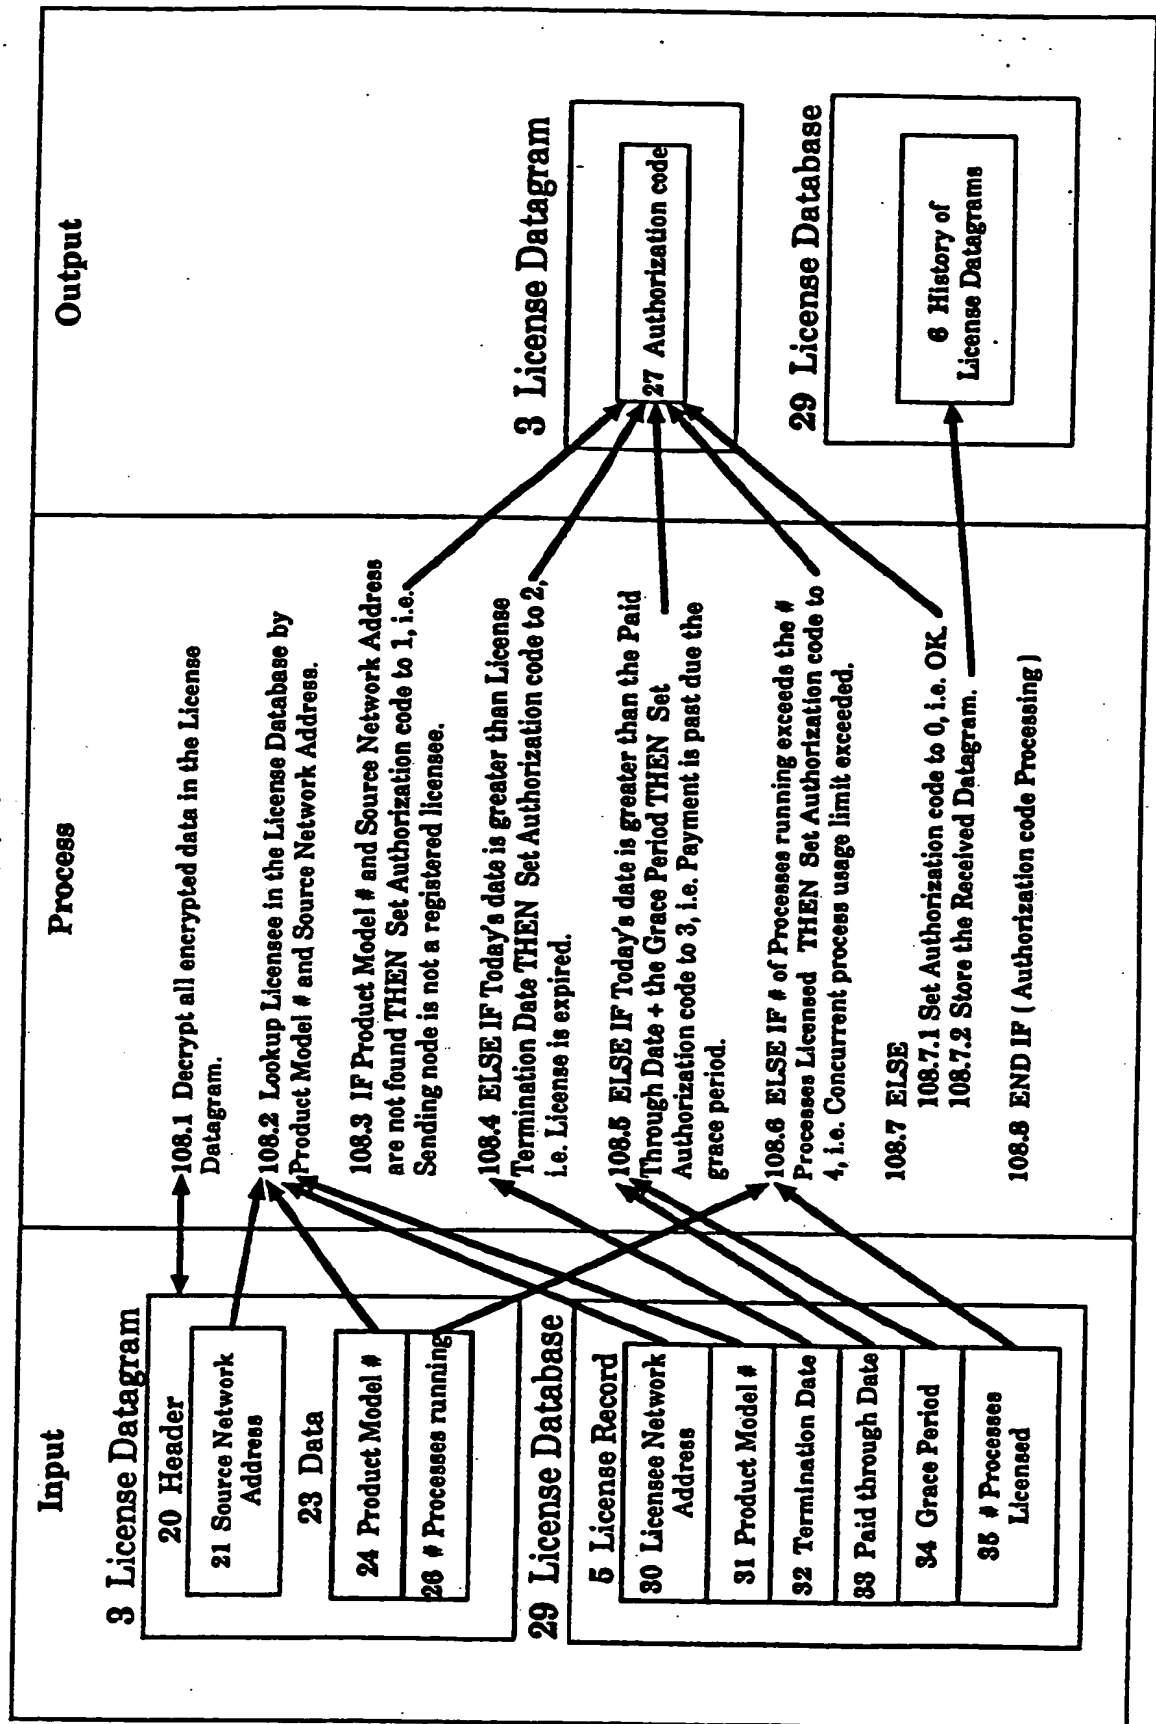 Input
3 License Datagram
20 Header
21 Source Network
Address
23 Data
24 Product Model #
26 # Processes running
29 License Database
5 License Record
30 Licensee Network
Address
31 Product Model #
32 Termination Date
33 Paid through Date
34 Grace Period
35 # Processes
Licensed
Process
108.1 Decrypt all encrypted data in the License
Datagram.
108.2 Lookup Licensee in the License Database by
Product Model # and Source Network Address.
108.3 IF Product Model # and Source Network Address
are not found THEN Set Authorization code to 1, i.e.
Sending node is not a registered licensee.
108.4 ELSE IF Today's date is greater than License
Termination Date THEN Set Authorization code to 2,
i.e. License is expired.
108.5 ELSE IF Today's date is greater than the Paid
Through Date + the Grace Period THEN Set
Authorization code to 3, i.e. Payment is past due the
grace period.
108.6 ELSE IF # of Processes running exceeds the #
Processes Licensed THEN Set Authorization code to
4, i.e. Concurrent process usage limit exceeded.
108.7 ELSE
108.7.1 Set Authorization code to 0, i.e. OK.
108.7.2 Store the Received Datagram.
108.8 END IF ( Authorization code Processing )
Output
3 License Datagram
27 Authorization code
29 License Database
6 History of
License Datagrams